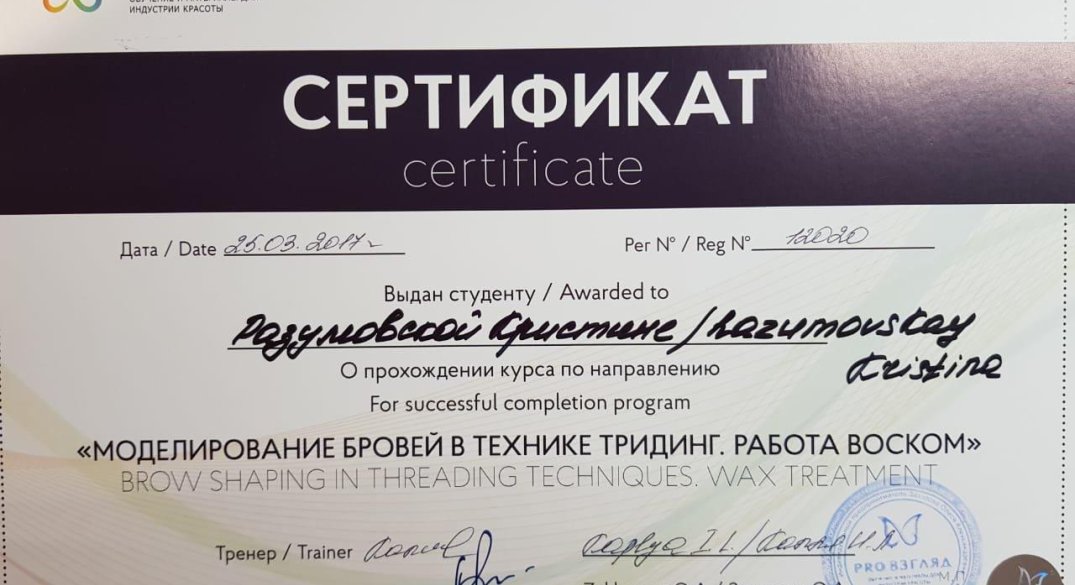 ИНДУСТРИИ КРАСОТЫ
СЕРТИФИКАТ
certificate
Дата / Date 25.03.2017г
Рег N° / Reg N° 12020
Выдан студенту / Awarded to
Разумовской Кристине / Razumovskay
Kristina
О прохождении курса по направлению
For successful completion program
«МОДЕЛИРОВАНИЕ БРОВЕЙ В ТЕХНИКЕ ТРИДИНГ. РАБОТА ВОСКОМ»
BROW SHAPING IN THREADING TECHNIQUES. WAX TREATMENT
Тренер / Trainer
PRO ВЗГЛЯД